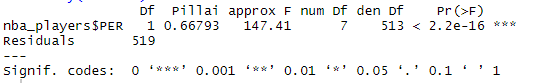 Df Pillai approx F num Df den Df Pr(>F)
nba_players$PER 1 0.66793 147.41 7 513 < 2.2e-16 ***
Residuals 519
---
Signif. codes: 0 ‘***’ 0.001 ‘**’ 0.01 ‘*’ 0.05 ‘.’ 0.1 ‘ ’ 1